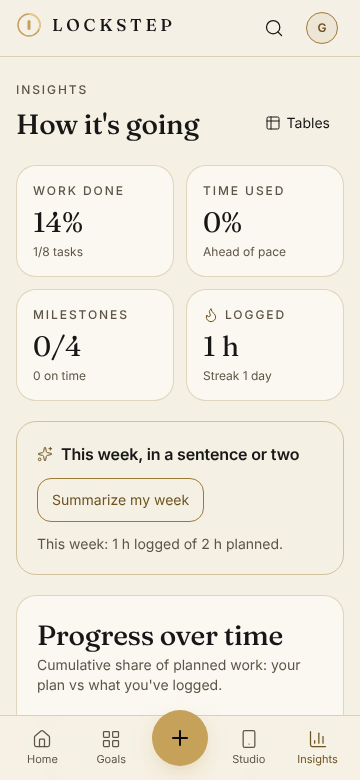 LOCKSTEP
G
INSIGHTS
How it's going
Tables
WORK DONE
14%
1/8 tasks
TIME USED
0%
Ahead of pace
MILESTONES
0/4
0 on time
LOGGED
1 h
Streak 1 day
This week, in a sentence or two
Summarize my week
This week: 1 h logged of 2 h planned.
Progress over time
Cumulative share of planned work: your
plan vs what you've logged.
Home
Goals
Studio
Insights